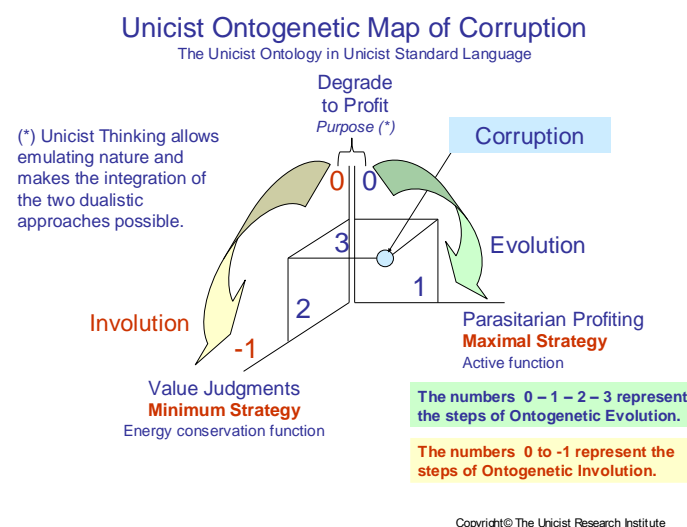 Unicist Ontogenetic Map of Corruption
The Unicist Ontology in Unicist Standard Language
Degrade
to Profit
Purpose (*)
(*) Unicist Thinking allows
emulating nature and
makes the integration of
the two dualistic
approaches possible.
Corruption
0
0
3
Evolution
1
2
Involution
-1
Parasitarian Profiting
Maximal Strategy
Active function
Value Judgments
Minimum Strategy
Energy conservation function
The numbers 0 – 1 – 2 – 3 represent
the steps of Ontogenetic Evolution.
The numbers 0 to -1 represent the
steps of Ontogenetic Involution.
Copyright© The Unicist Research Institute